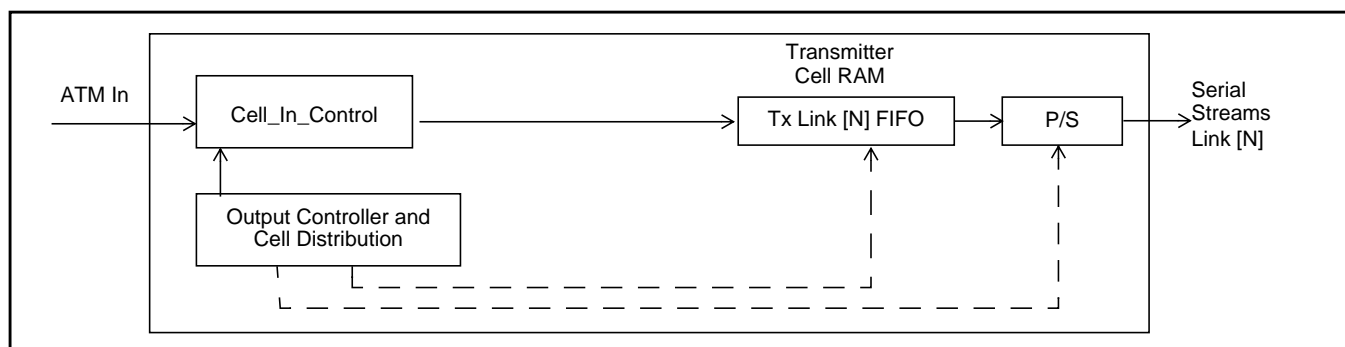 Transmitter
Cell RAM
ATM In
Cell_In_Control
Tx Link [N] FIFO
P/S
Serial
Streams
Link [N]
Output Controller and
Cell Distribution